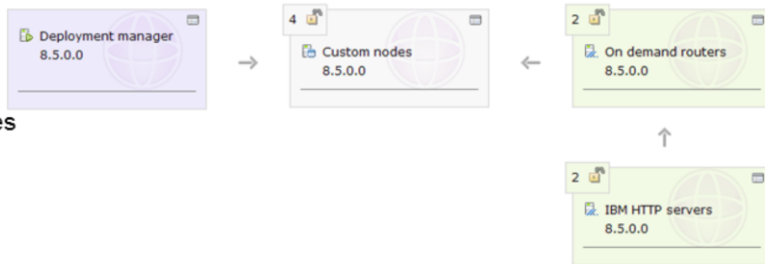 Deployment manager
8.5.0.0
4
Custom nodes
8.5.0.0
2
On demand routers
8.5.0.0
es
2
IBM HTTP servers
8.5.0.0